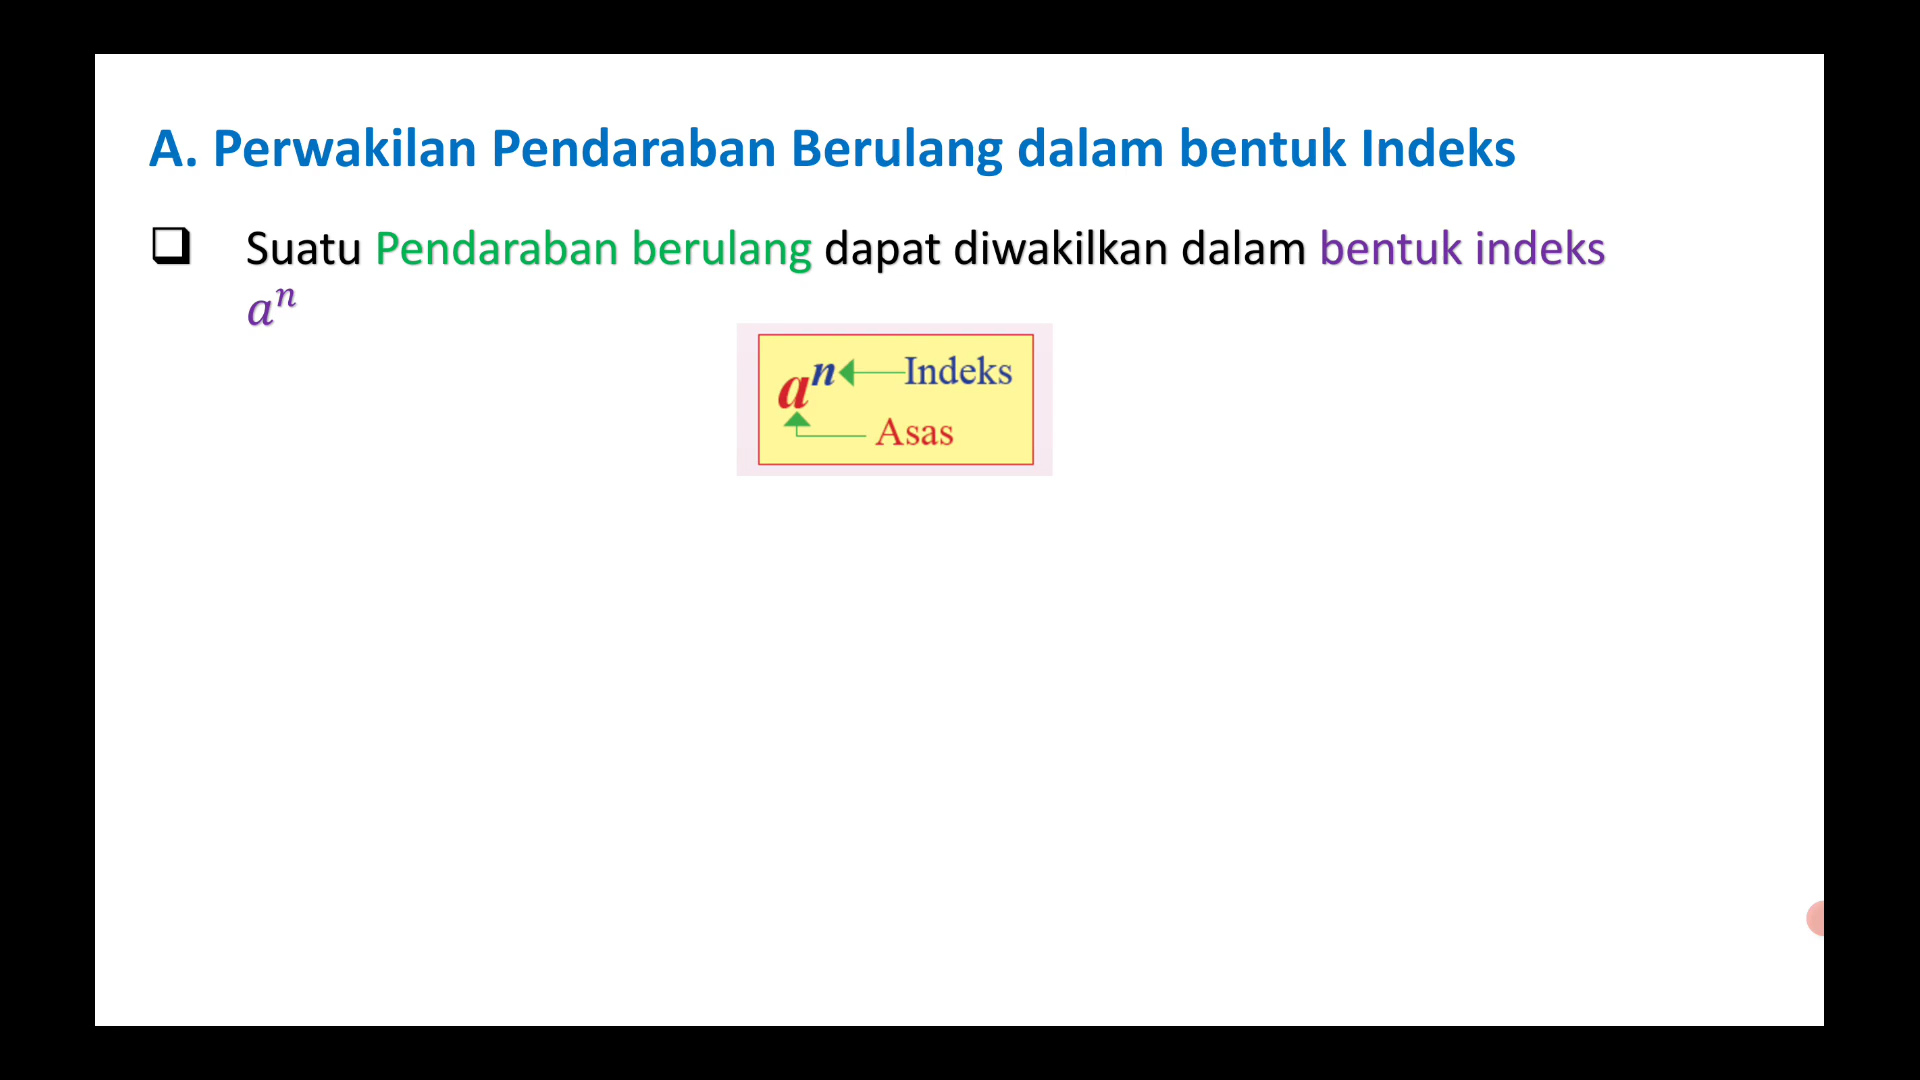 A. Perwakilan Pendaraban Berulang dalam bentuk Indeks
❑ Suatu Pendaraban berulang dapat diwakilkan dalam bentuk indeks
aⁿ
aⁿ Indeks
Asas